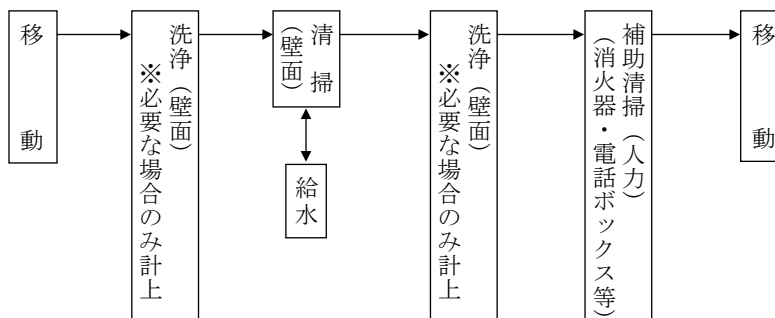 移動
洗浄（壁面）
※必要な場合のみ計上
清掃
（壁面）
給水
洗浄（壁面）
※必要な場合のみ計上
補助清掃（人力）
（消火器・電話ボックス等）
移動